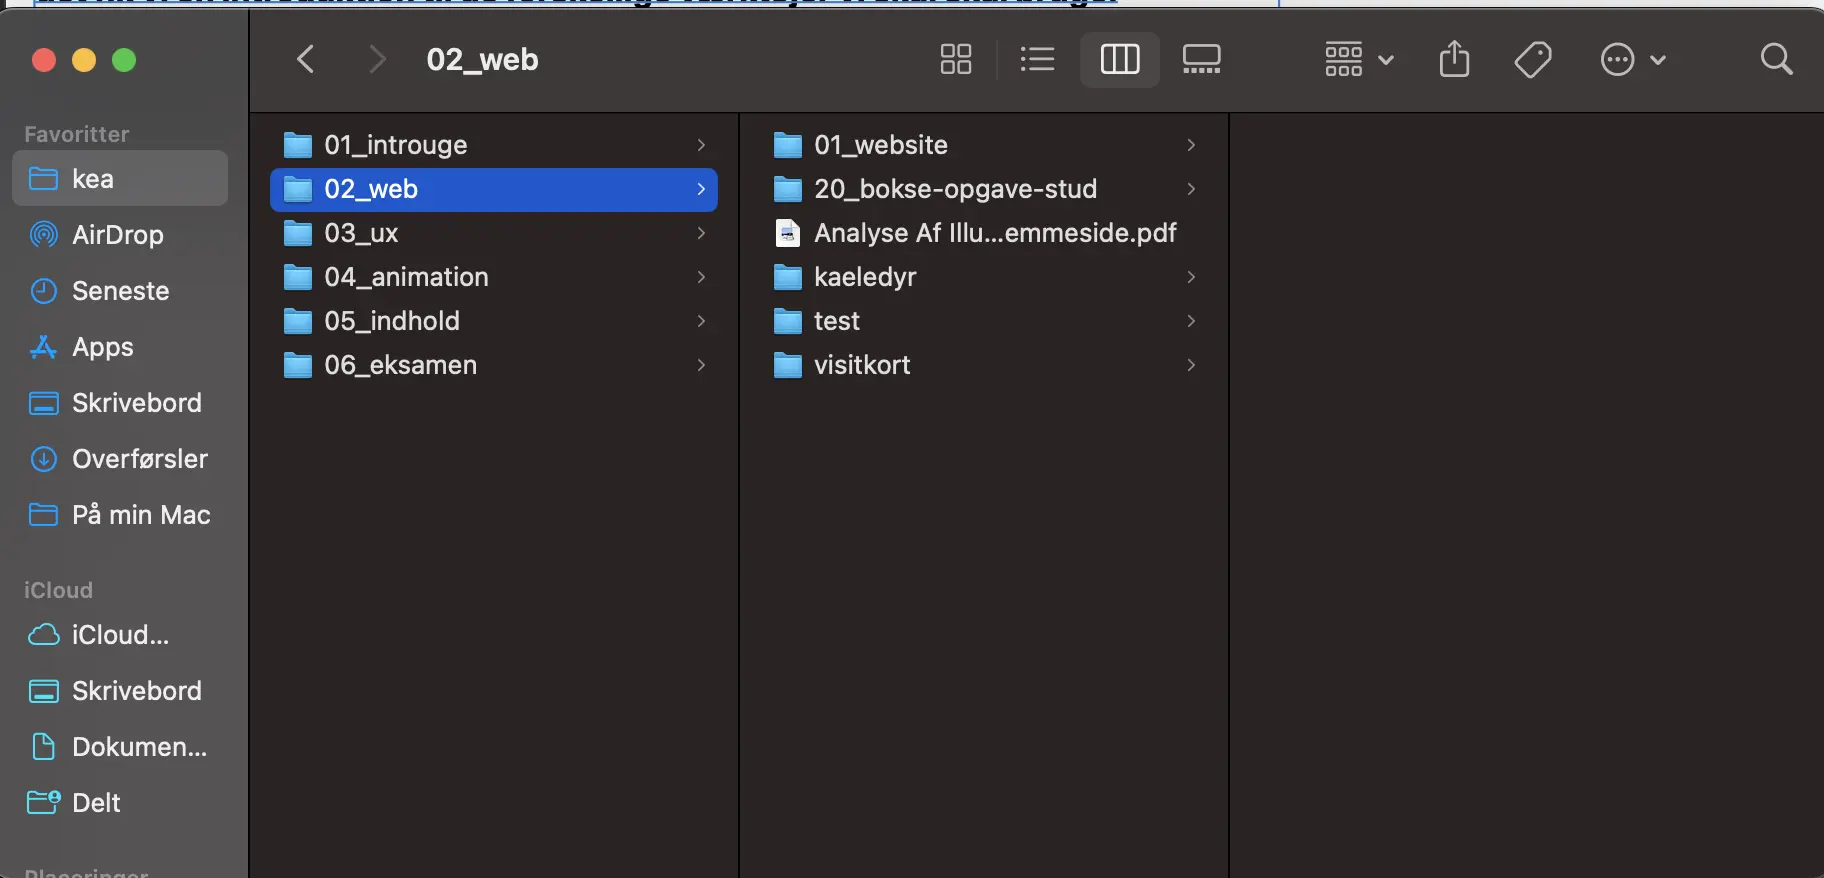 02_web
Favoritter
kea
AirDrop
Seneste
Apps
Skrivebord
Overførsler
På min Mac
iCloud
iCloud...
Skrivebord
Dokumen...
Delt
Placeringer
01_introuge
02_web
03_ux
04_animation
05_indhold
06_eksamen
01_website
20_bokse-opgave-stud
Analyse Af Illu...emmeside.pdf
kaeledyr
test
visitkort